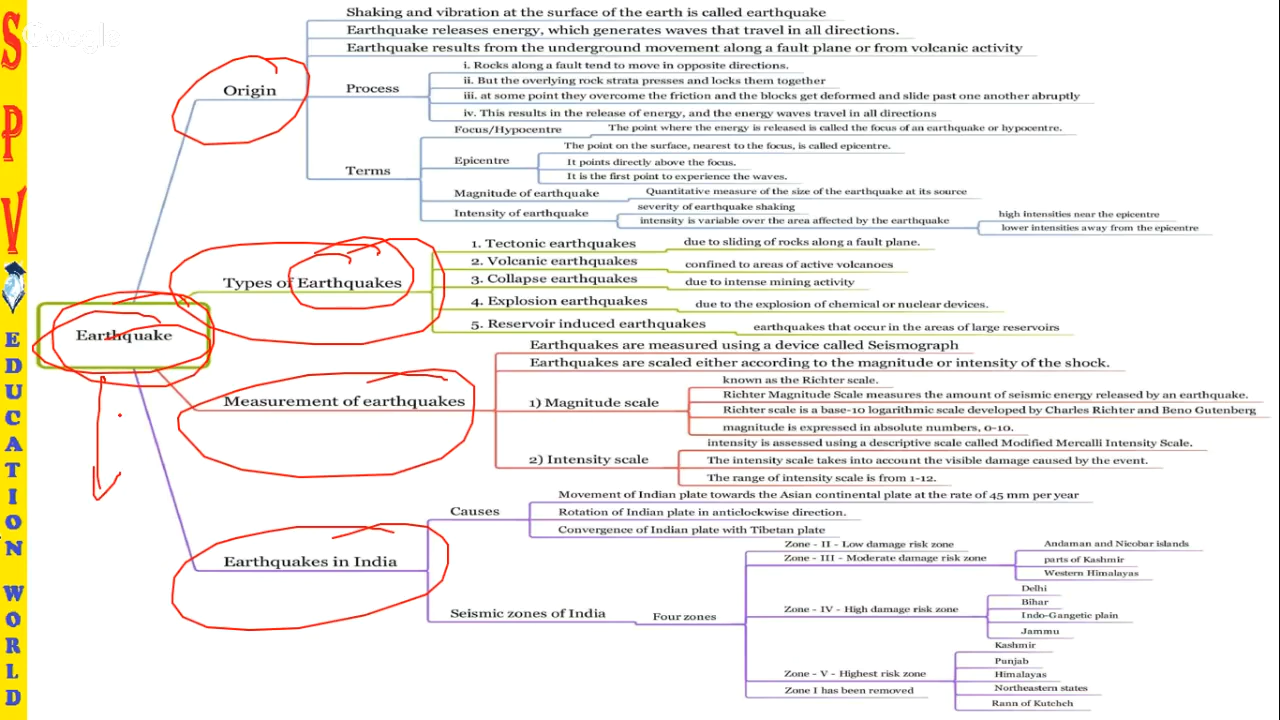 Google
S
P
V
EDUCATION
WORLD
Earthquake
Origin
Shaking and vibration at the surface of the earth is called earthquake
Earthquake releases energy, which generates waves that travel in all directions.
Earthquake results from the underground movement along a fault plane or from volcanic activity
Process
i. Rocks along a fault tend to move in opposite directions.
ii. But the overlying rock strata presses and locks them together
iii. at some point they overcome the friction and the blocks get deformed and slide past one another abruptly
iv. This results in the release of energy, and the energy waves travel in all directions
Terms
Focus/Hypocentre
The point where the energy is released is called the focus of an earthquake or hypocentre.
Epicentre
The point on the surface, nearest to the focus, is called epicentre.
It points directly above the focus.
It is the first point to experience the waves.
Magnitude of earthquake
Quantitative measure of the size of the earthquake at its source
Intensity of earthquake
severity of earthquake shaking
intensity is variable over the area affected by the earthquake
high intensities near the epicentre
lower intensities away from the epicentre
Types of Earthquakes
1. Tectonic earthquakes
due to sliding of rocks along a fault plane.
2. Volcanic earthquakes
confined to areas of active volcanoes
3. Collapse earthquakes
due to intense mining activity
4. Explosion earthquakes
due to the explosion of chemical or nuclear devices.
5. Reservoir induced earthquakes
earthquakes that occur in the areas of large reservoirs
Measurement of earthquakes
Earthquakes are measured using a device called Seismograph
Earthquakes are scaled either according to the magnitude or intensity of the shock.
1) Magnitude scale
known as the Richter scale.
Richter Magnitude Scale measures the amount of seismic energy released by an earthquake.
Richter scale is a base-10 logarithmic scale developed by Charles Richter and Beno Gutenberg
magnitude is expressed in absolute numbers, 0-10.
2) Intensity scale
intensity is assessed using a descriptive scale called Modified Mercalli Intensity Scale.
The intensity scale takes into account the visible damage caused by the event.
The range of intensity scale is from 1-12.
Earthquakes in India
Causes
Movement of Indian plate towards the Asian continental plate at the rate of 45 mm per year
Rotation of Indian plate in anticlockwise direction.
Convergence of Indian plate with Tibetan plate
Seismic zones of India
Four zones
Zone - II - Low damage risk zone
Zone - III - Moderate damage risk zone
Andaman and Nicobar islands
parts of Kashmir
Western Himalayas
Zone - IV - High damage risk zone
Delhi
Bihar
Indo-Gangetic plain
Jammu
Zone - V - Highest risk zone
Kashmir
Punjab
Himalayas
Northeastern states
Rann of Kutchch
Zone I has been removed